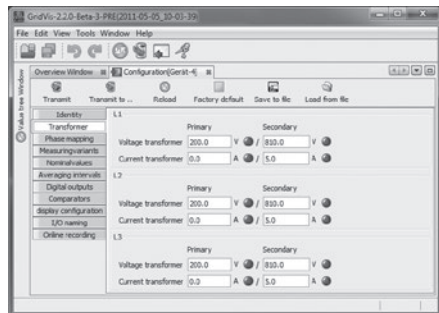 GridVis-2.2.0-Beta-3-PRE(2011-05-05_10-03-39)
File Edit View Tools Window Help
Value tree Window
Overview Window Configuration(Gerät-4)
Transmit Transmit to ... Reload Factory default Save to file Load from file
Identity
Transformer
Phase mapping
Measuringvariants
Nominalvalues
Averaging intervals
Digital outputs
Comparators
display configuration
I/O naming
Online recording
L1
Primary Secondary
Voltage transformer 200.0 V / 810.0 V
Current transformer 0.0 A / 5.0 A
L2
Primary Secondary
Voltage transformer 200.0 V / 810.0 V
Current transformer 0.0 A / 5.0 A
L3
Primary Secondary
Voltage transformer 200.0 V / 810.0 V
Current transformer 0.0 A / 5.0 A